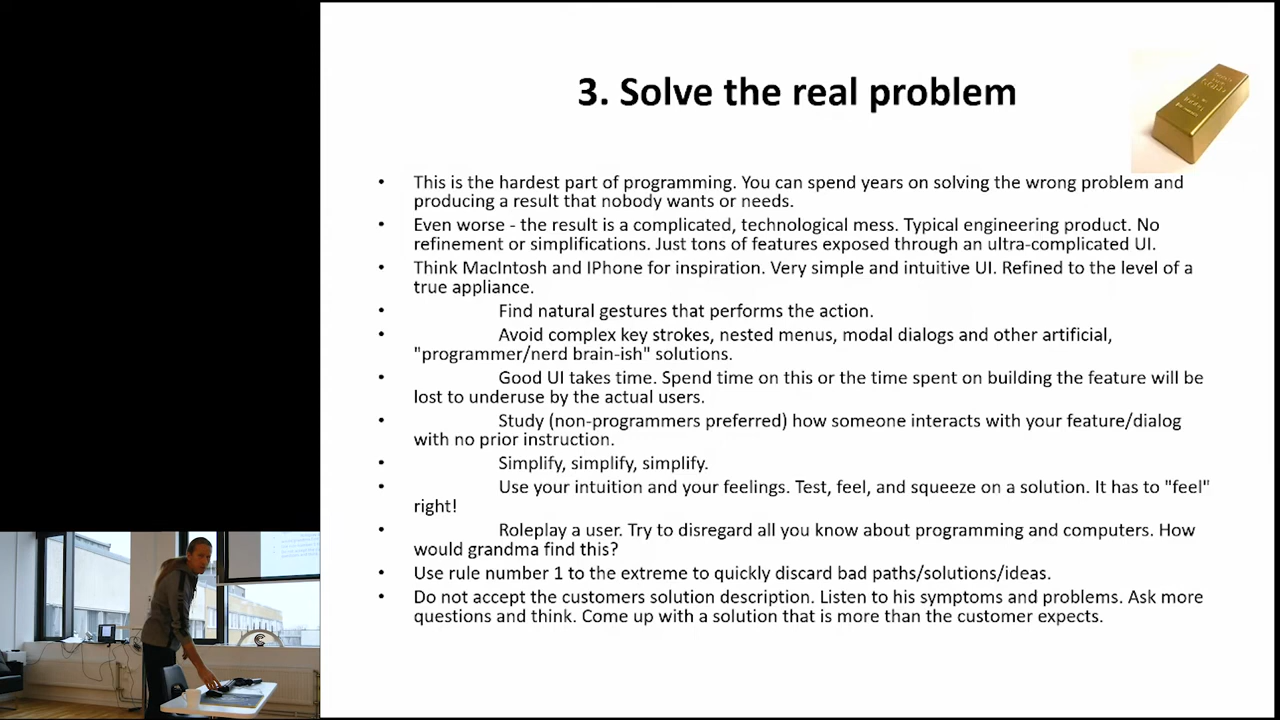 3. Solve the real problem
• This is the hardest part of programming. You can spend years on solving the wrong problem and
producing a result that nobody wants or needs.
• Even worse - the result is a complicated, technological mess. Typical engineering product. No
refinement or simplifications. Just tons of features exposed through an ultra-complicated UI.
• Think MacIntosh and IPhone for inspiration. Very simple and intuitive UI. Refined to the level of a
true appliance.
• Find natural gestures that performs the action.
• Avoid complex key strokes, nested menus, modal dialogs and other artificial,
"programmer/nerd brain-ish" solutions.
• Good UI takes time. Spend time on this or the time spent on building the feature will be
lost to underuse by the actual users.
• Study (non-programmers preferred) how someone interacts with your feature/dialog
with no prior instruction.
• Simplify, simplify, simplify.
• Use your intuition and your feelings. Test, feel, and squeeze on a solution. It has to "feel"
right!
• Roleplay a user. Try to disregard all you know about programming and computers. How
would grandma find this?
• Use rule number 1 to the extreme to quickly discard bad paths/solutions/ideas.
• Do not accept the customers solution description. Listen to his symptoms and problems. Ask more
questions and think. Come up with a solution that is more than the customer expects.